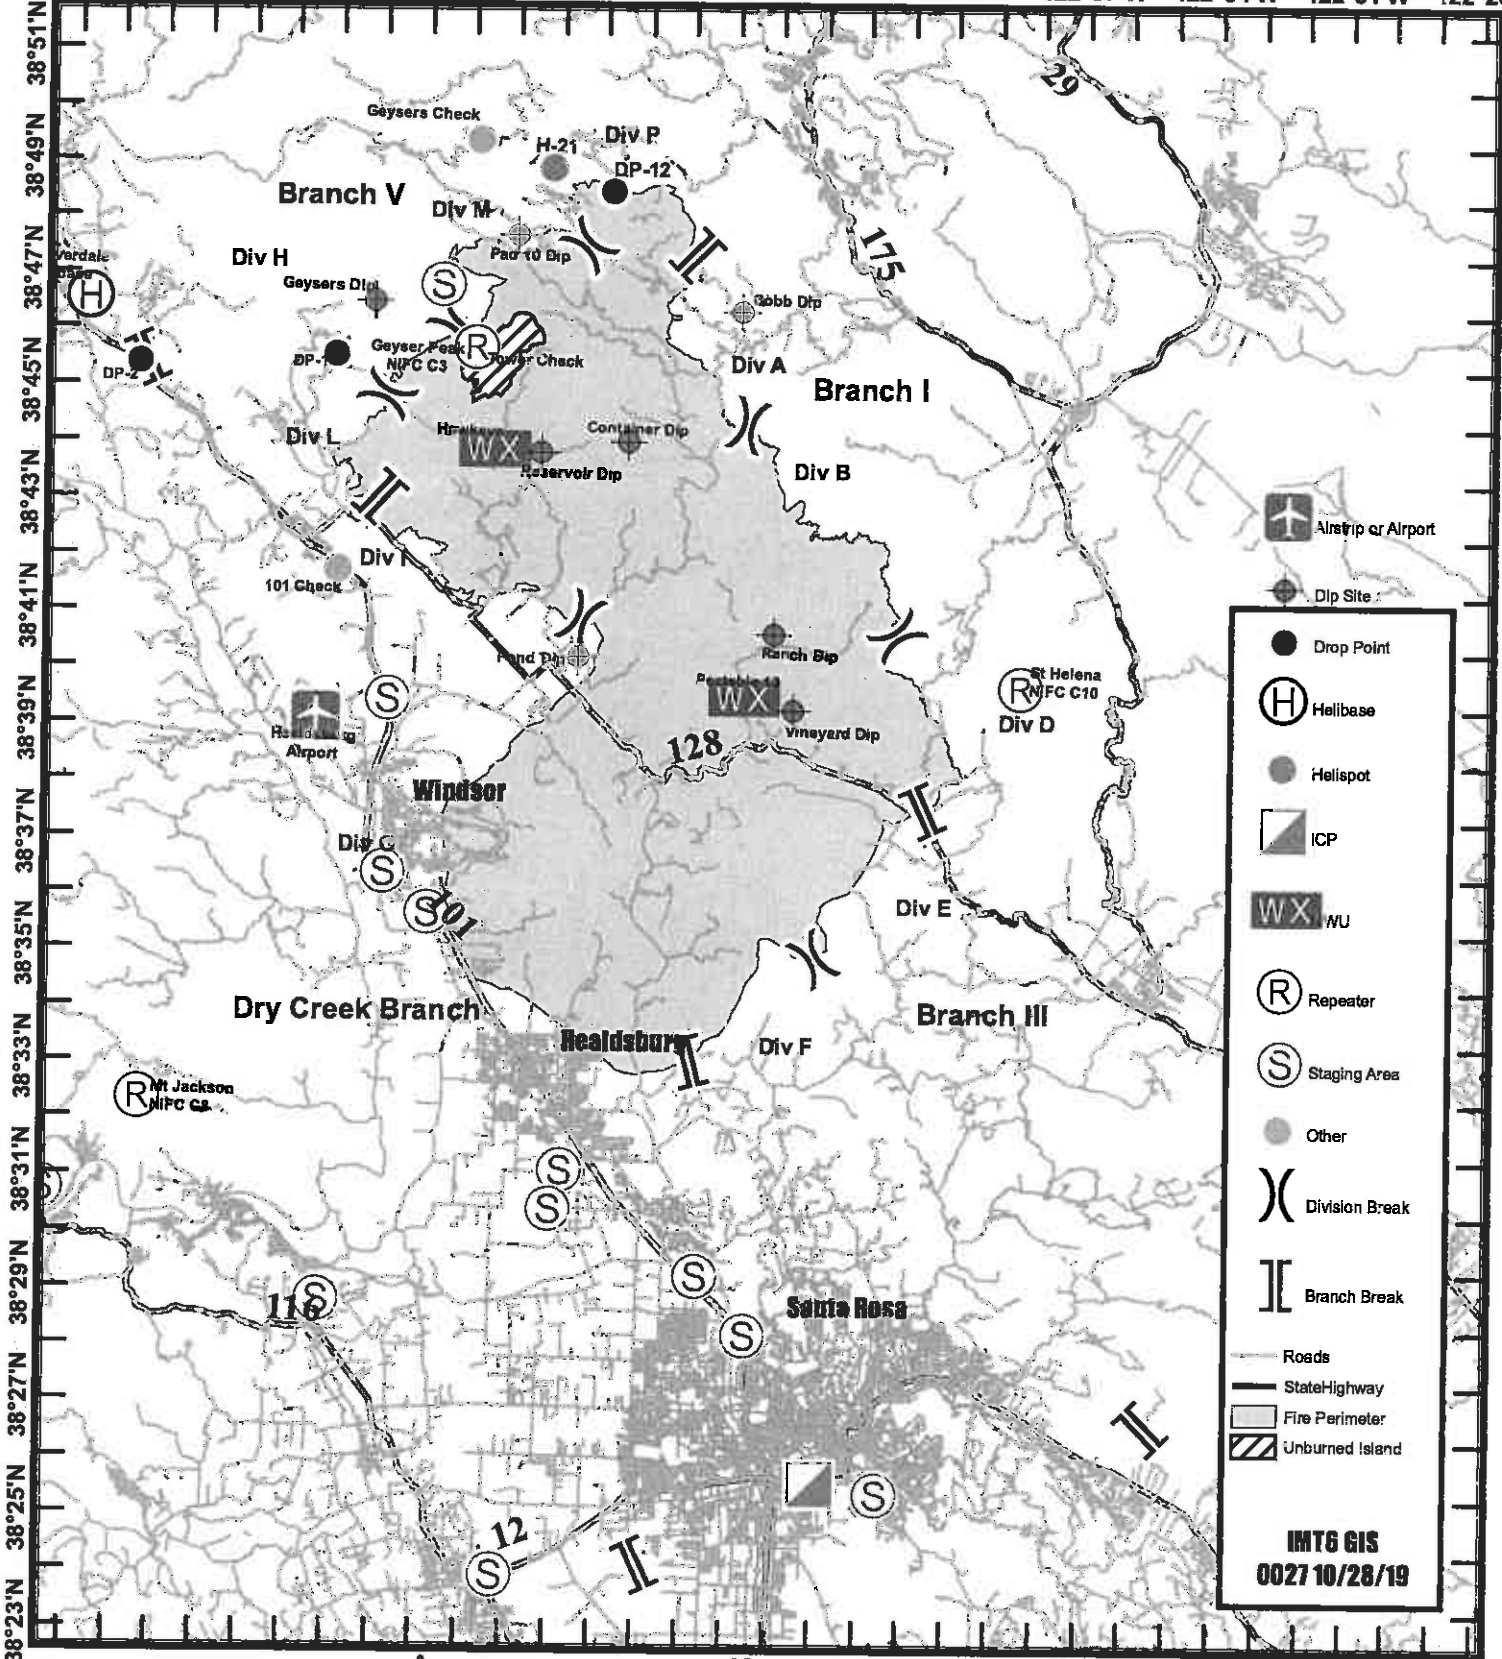 38°51'N
29
Geysers Check
38°49'N
H-21
Div P
DP-12
Branch V
Div M
175
38°47'N
Div H
Pad 10 Dip
Geysers Dip
H
S
Cobb Dip
38°45'N
DP-2
Geyser Peak
NIFC C3
R
Tower Check
Div A
Branch I
Div L
WX
Container Dip
Reservoir Dip
Div B
38°43'N
Airstrip or Airport
Div I
101 Check
38°41'N
Dip Site
Drop Point
Pond Dip
Ranch Dip
R
St Helena
NIFC C10
Div D
H
Helibase
38°39'N
S
WX
Vineyard Dip
Airport
128
Helispot
Windsor
38°37'N
ICP
S
S
101
Div E
WX
WU
38°35'N
Dry Creek Branch
Branch III
R
Repeater
Healdsburg
Div F
38°33'N
S
Staging Area
R
Mt Jackson
Other
38°31'N
S
S
S
Division Break
38°29'N
S
116
S
Santa Rosa
S
Branch Break
38°27'N
Roads
StateHighway
Fire Perimeter
Unburned Island
38°25'N
S
12
S
38°23'N
IMT6 GIS
0027 10/28/19